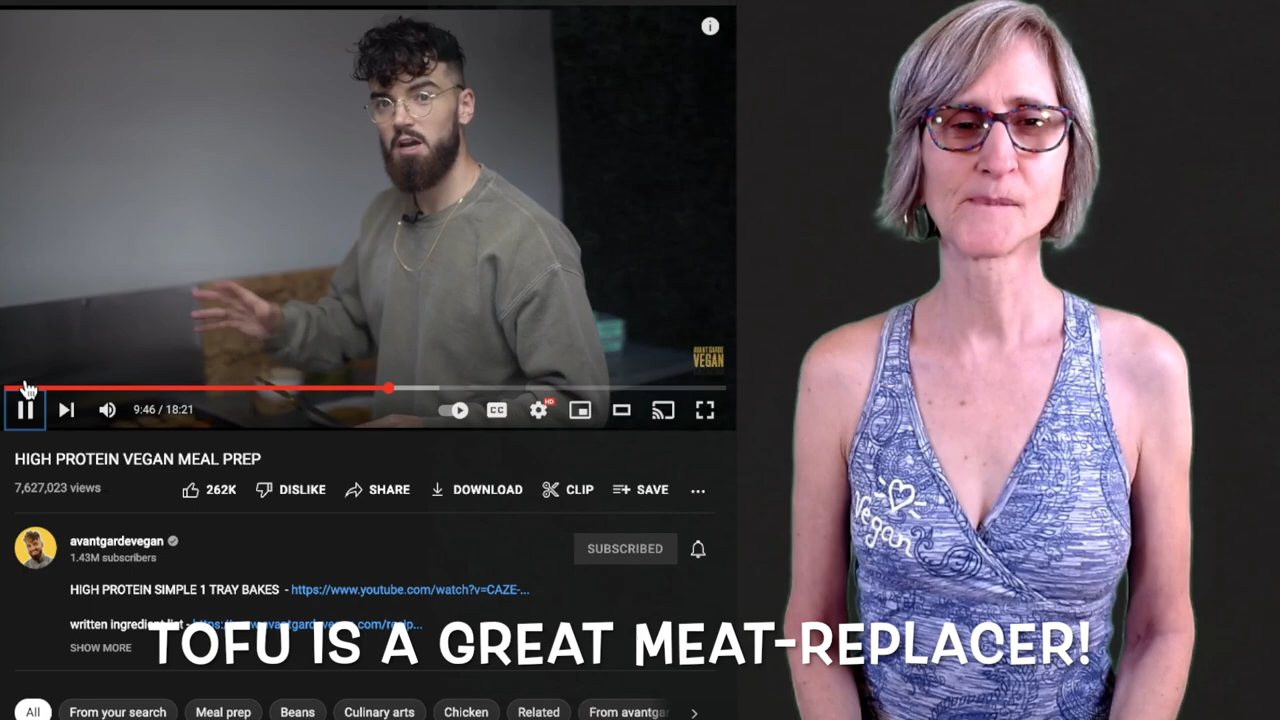 AVANTGARDE
VEGAN
9:46 / 18:21
CC
HD
HIGH PROTEIN VEGAN MEAL PREP
7,627,023 views
262K
DISLIKE
SHARE
DOWNLOAD
CLIP
SAVE
avantgardevegan
1.43M subscribers
SUBSCRIBED
HIGH PROTEIN SIMPLE 1 TRAY BAKES - https://www.youtube.com/watch?v=CAZE-...
written ingredient list -
SHOW MORE
TOFU IS A GREAT MEAT-REPLACER!
All
From your search
Meal prep
Beans
Culinary arts
Chicken
Related
From avantga
Vegan